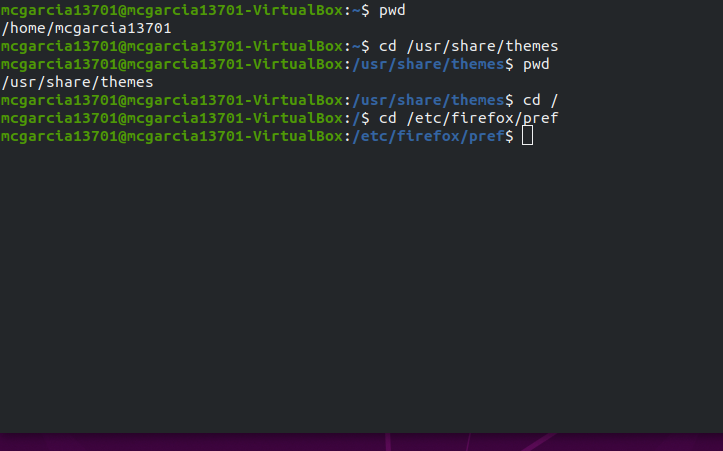 mcgarcia13701@mcgarcia13701-VirtualBox:~$ pwd
/home/mcgarcia13701
mcgarcia13701@mcgarcia13701-VirtualBox:~$ cd /usr/share/themes
mcgarcia13701@mcgarcia13701-VirtualBox:/usr/share/themes$ pwd
/usr/share/themes
mcgarcia13701@mcgarcia13701-VirtualBox:/usr/share/themes$ cd /
mcgarcia13701@mcgarcia13701-VirtualBox:/$ cd /etc/firefox/pref
mcgarcia13701@mcgarcia13701-VirtualBox:/etc/firefox/pref$